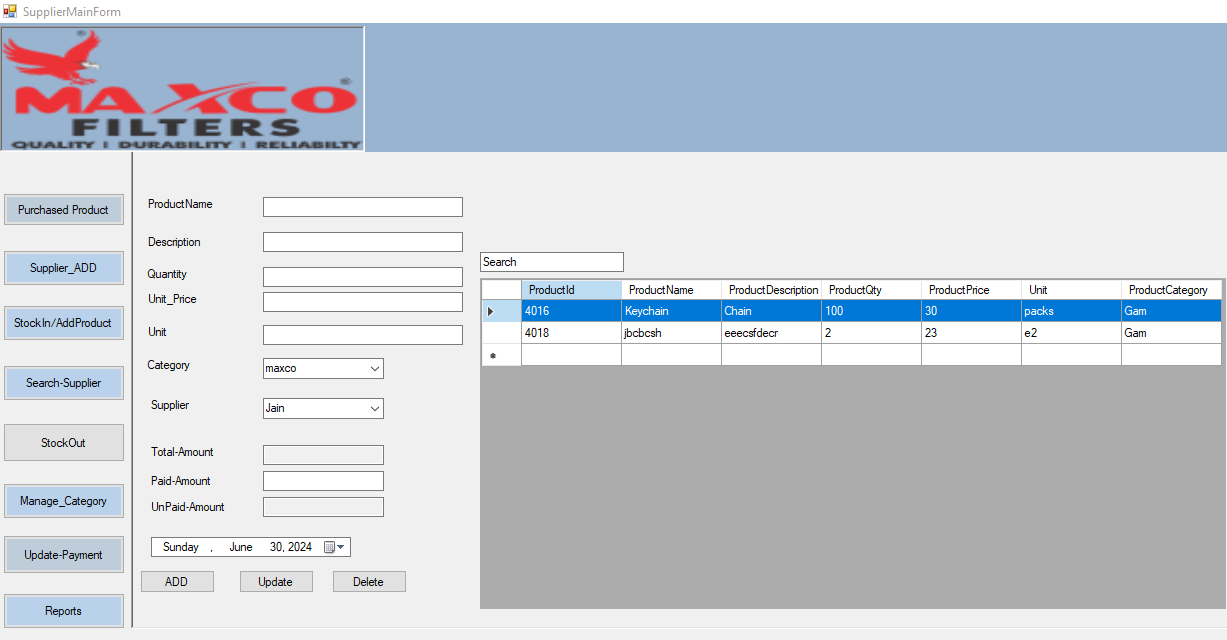 SupplierMainForm
MAXCO
FILTERS
QUALITY | DURABILITY | RELIABILTY
Purchased Product
Supplier_ADD
StockIn/AddProduct
Search-Supplier
StockOut
Manage_Category
Update-Payment
Reports
ProductName
Description
Quantity
Unit_Price
Unit
Category maxco
Supplier Jain
Total-Amount
Paid-Amount
UnPaid-Amount
Sunday , June 30, 2024
ADD Update Delete
Search
ProductId ProductName ProductDescription ProductQty ProductPrice Unit ProductCategory
4016 Keychain Chain 100 30 packs Gam
4018 jbcbcsh eeecsfdecr 2 23 e2 Gam